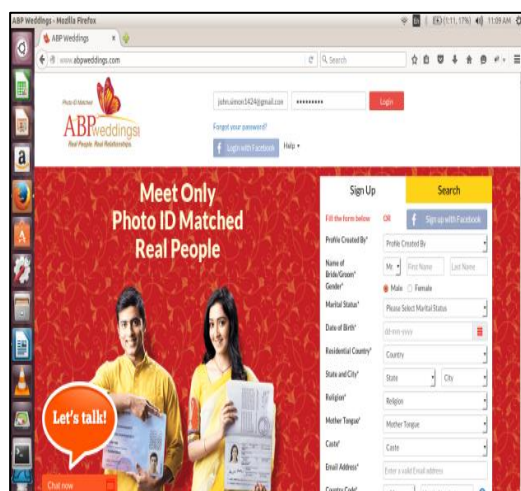 ABP Weddings - Mozilla Firefox
En
(1:11, 17%)
11:09 AM
ABP Weddings
www.abpweddings.com
Search
Photo ID Matched
ABPweddings
Real People. Real Relationships.
john.simon1424@gmail.con
Login
Forgot your password?
f Login with Facebook
Help
Meet Only
Photo ID Matched
Real People
Let's talk!
Chat now
Sign Up
Search
Fill the form below OR
f Sign up with Facebook
Profile Created By*
Profile Created By
Name of
Bride/Groom*
Mr.
First Name
Last Name
Gender*
Male
Female
Marital Status*
Please Select Marital Status
Date of Birth*
dd-mm-yyyy
Residential Country*
Country
State and City*
State
City
Religion*
Religion
Mother Tongue*
Mother Tongue
Caste*
Caste
Email Address*
Enter a valid Email address
Country Code*